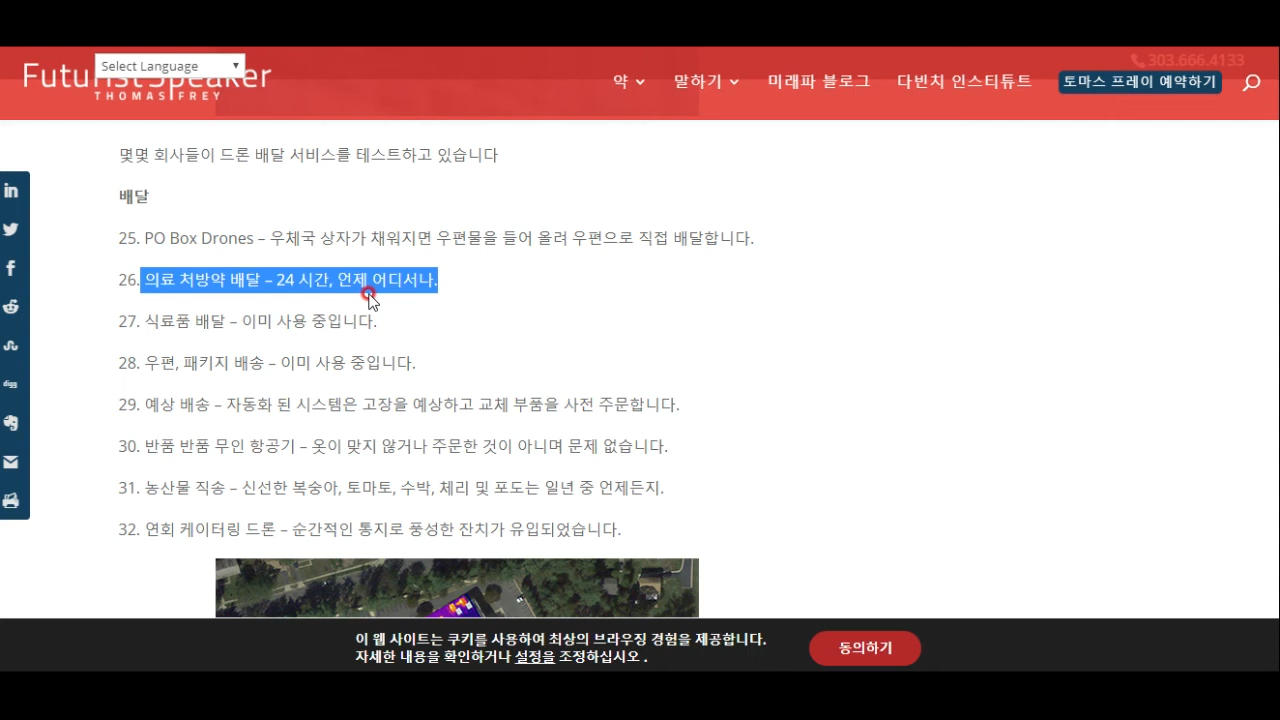 Select Language
Futurist Speaker
THOMAS FREY
303.666.4133
약
말하기
미래파 블로그
다빈치 인스티튜트
토마스 프레이 예약하기
몇몇 회사들이 드론 배달 서비스를 테스트하고 있습니다
배달
25. PO Box Drones – 우체국 상자가 채워지면 우편물을 들어 올려 우편으로 직접 배달합니다.
26. 의료 처방약 배달 – 24 시간, 언제 어디서나.
27. 식료품 배달 – 이미 사용 중입니다.
28. 우편, 패키지 배송 – 이미 사용 중입니다.
29. 예상 배송 – 자동화 된 시스템은 고장을 예상하고 교체 부품을 사전 주문합니다.
30. 반품 반품 무인 항공기 – 옷이 맞지 않거나 주문한 것이 아니며 문제 없습니다.
31. 농산물 직송 – 신선한 복숭아, 토마토, 수박, 체리 및 포도는 일년 중 언제든지.
32. 연회 케이터링 드론 – 순간적인 통지로 풍성한 잔치가 유입되었습니다.
in
digg
이 웹 사이트는 쿠키를 사용하여 최상의 브라우징 경험을 제공합니다.
자세한 내용을 확인하거나 설정을 조정하십시오 .
동의하기